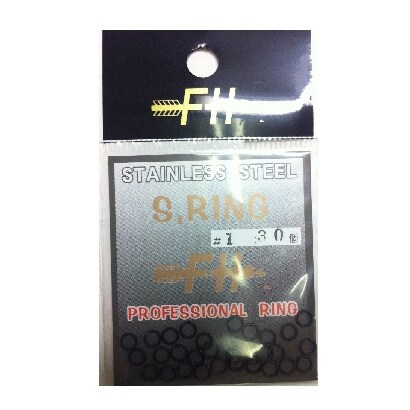 FH
STAINLESS STEEL
S,RING
#1 30個
FH
PROFESSIONAL RING